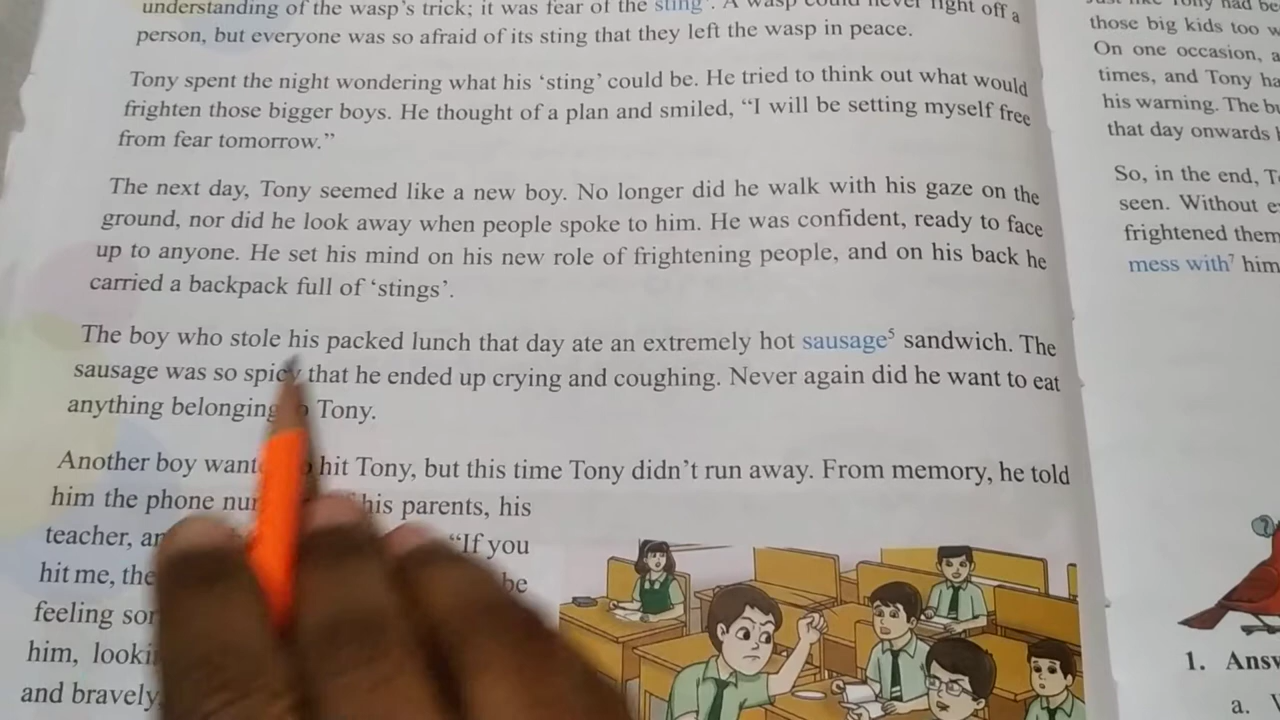 understanding of the wasp's trick; it was fear of the sting. A wasp could never fight off a
person, but everyone was so afraid of its sting that they left the wasp in peace.
Tony spent the night wondering what his 'sting' could be. He tried to think out what would
frighten those bigger boys. He thought of a plan and smiled, "I will be setting myself free
from fear tomorrow."
The next day, Tony seemed like a new boy. No longer did he walk with his gaze on the
ground, nor did he look away when people spoke to him. He was confident, ready to face
up to anyone. He set his mind on his new role of frightening people, and on his back he
carried a backpack full of 'stings'.
The boy who stole his packed lunch that day ate an extremely hot sausage⁵ sandwich. The
sausage was so spicy that he ended up crying and coughing. Never again did he want to eat
anything belonging Tony.
Another boy hit Tony, but this time Tony didn't run away. From memory, he told
him the phone his parents, his
teacher, "If you
hit me, the be
feeling
him,
and bravely
Just like Tony had
those big kids too
On one occasion,
times, and Tony
his warning. The
that day onwards
So, in the end,
seen. Without
frightened them
mess with⁷ him
1.
a.